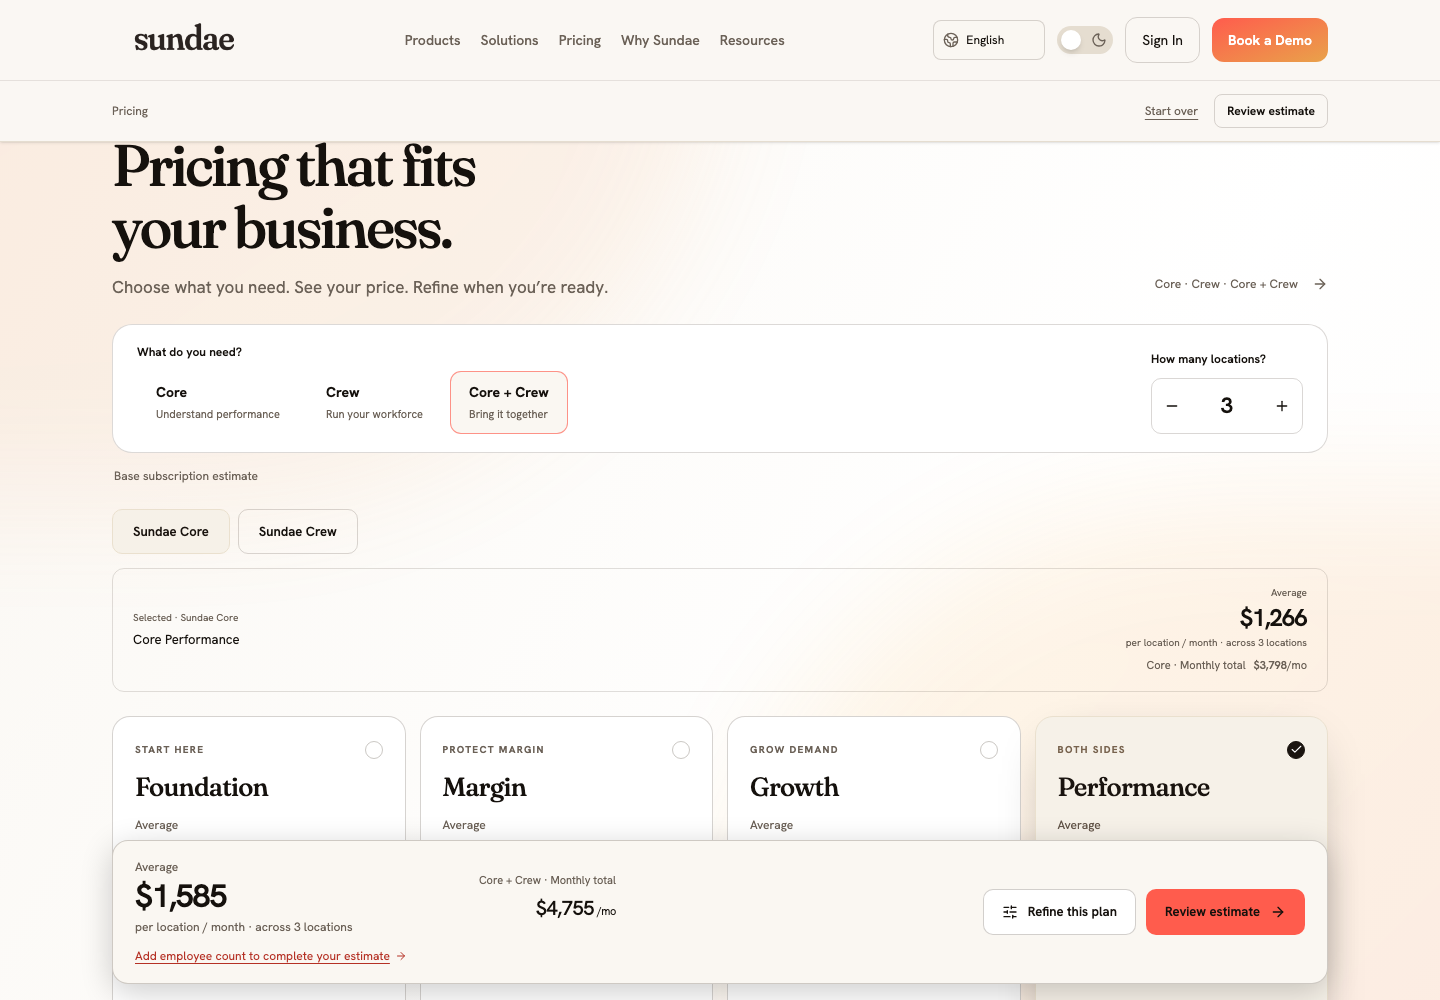 sundae
Products
Solutions
Pricing
Why Sundae
Resources
English
Sign In
Book a Demo
Pricing
Start over
Review estimate
Pricing that fits
your business.
Choose what you need. See your price. Refine when you’re ready.
Core · Crew · Core + Crew
What do you need?
Core
Understand performance
Crew
Run your workforce
Core + Crew
Bring it together
How many locations?
3
Base subscription estimate
Sundae Core
Sundae Crew
Selected · Sundae Core
Core Performance
Average
$1,266
per location / month · across 3 locations
Core · Monthly total $3,798/mo
START HERE
Foundation
Average
PROTECT MARGIN
Margin
Average
GROW DEMAND
Growth
Average
BOTH SIDES
Performance
Average
Average
$1,585
per location / month · across 3 locations
Add employee count to complete your estimate
Core + Crew · Monthly total
$4,755 /mo
Refine this plan
Review estimate